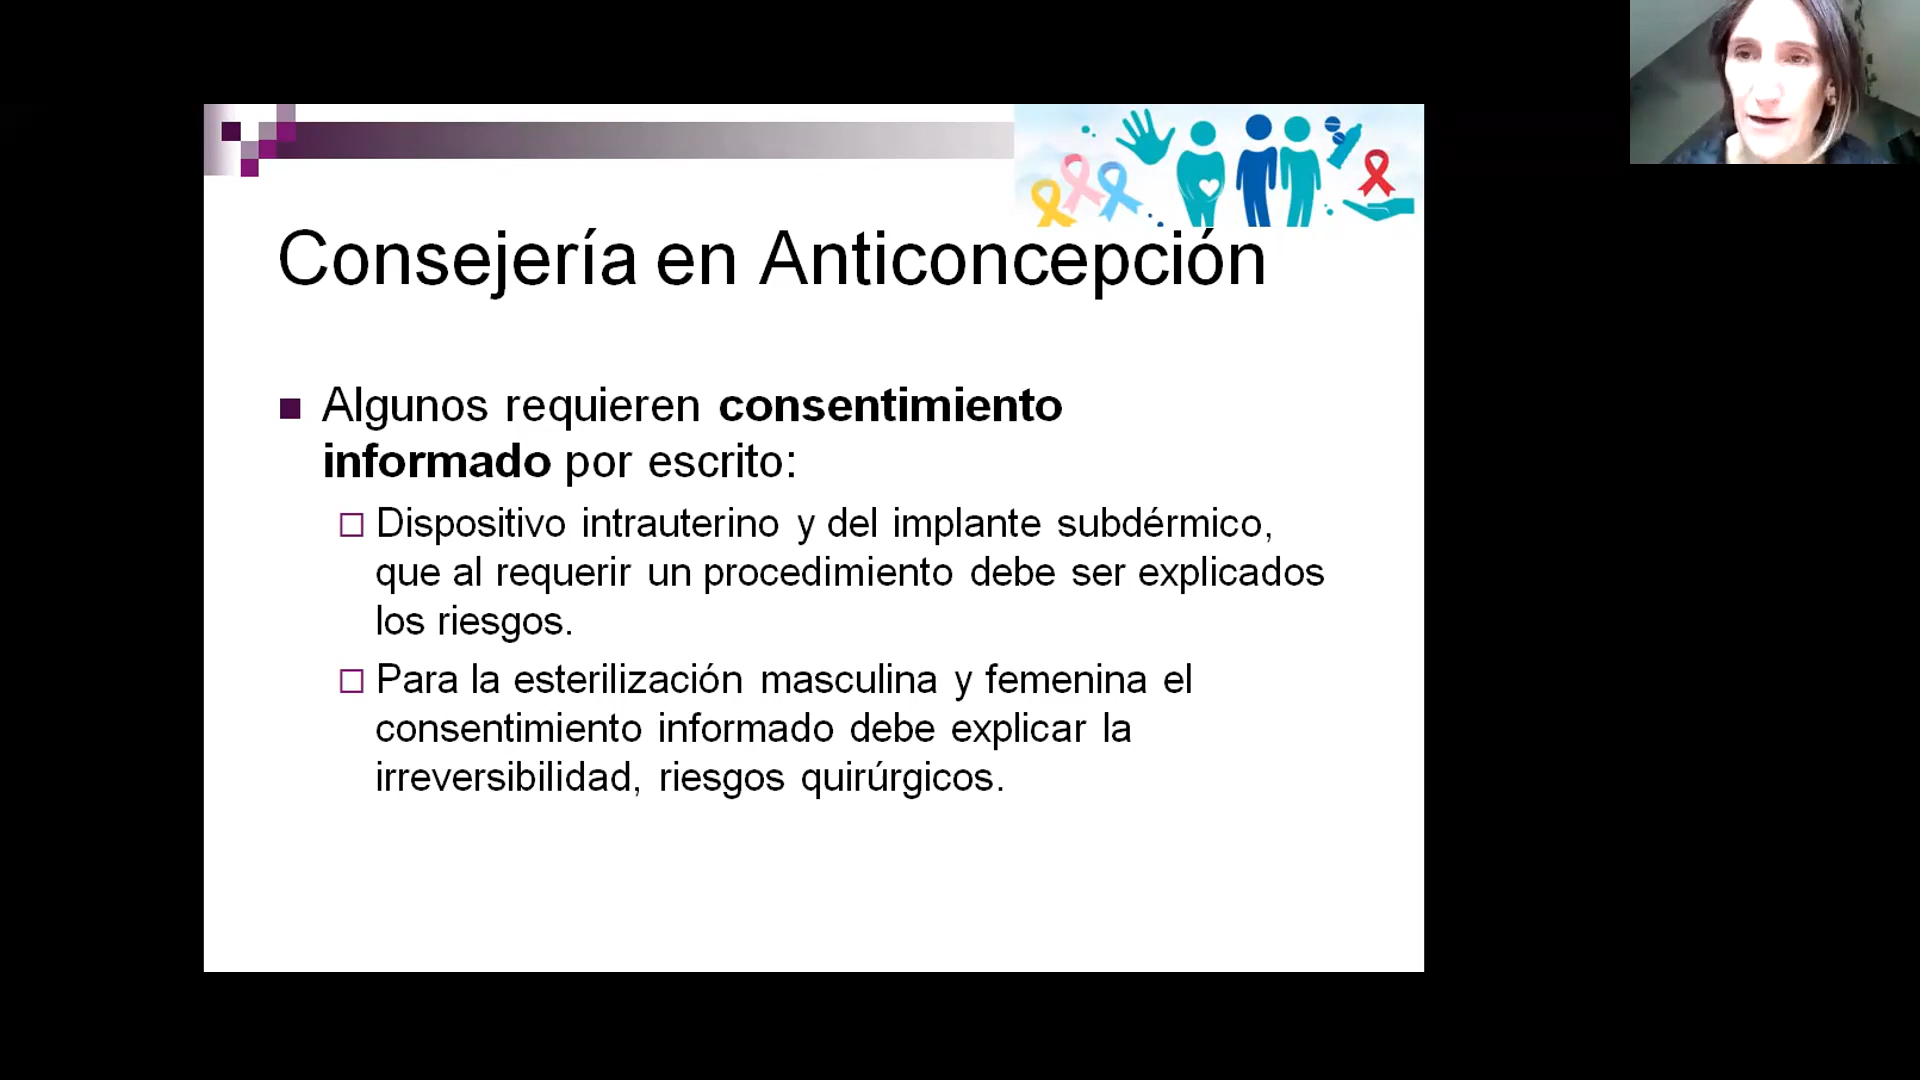 Consejería en Anticoncepción
Algunos requieren consentimiento
informado por escrito:
Dispositivo intrauterino y del implante subdérmico,
que al requerir un procedimiento debe ser explicados
los riesgos.
Para la esterilización masculina y femenina el
consentimiento informado debe explicar la
irreversibilidad, riesgos quirúrgicos.